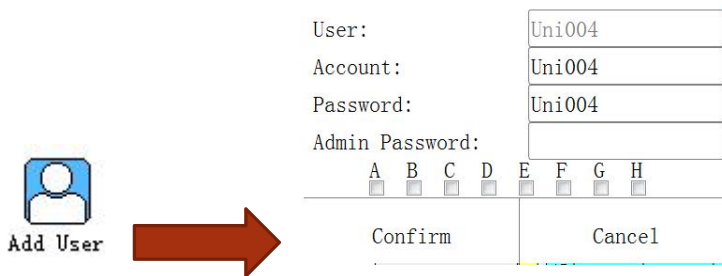 User: Uni004
Account: Uni004
Password: Uni004
Admin Password:
A B C D E F G H
Confirm Cancel
Add User